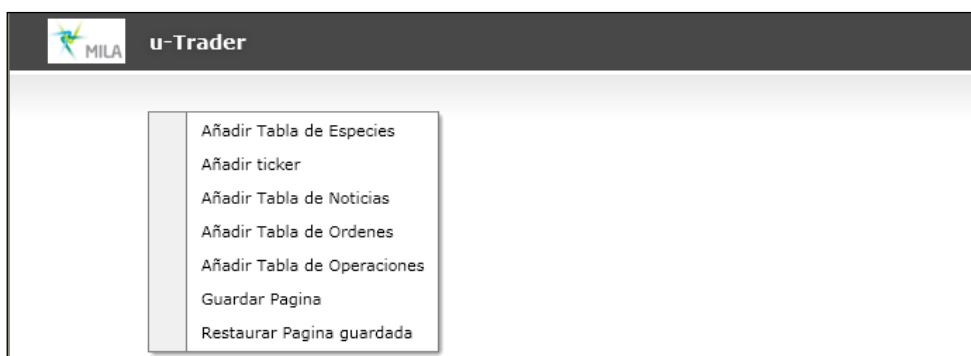 MILA u-Trader
Añadir Tabla de Especies
Añadir ticker
Añadir Tabla de Noticias
Añadir Tabla de Ordenes
Añadir Tabla de Operaciones
Guardar Pagina
Restaurar Pagina guardada